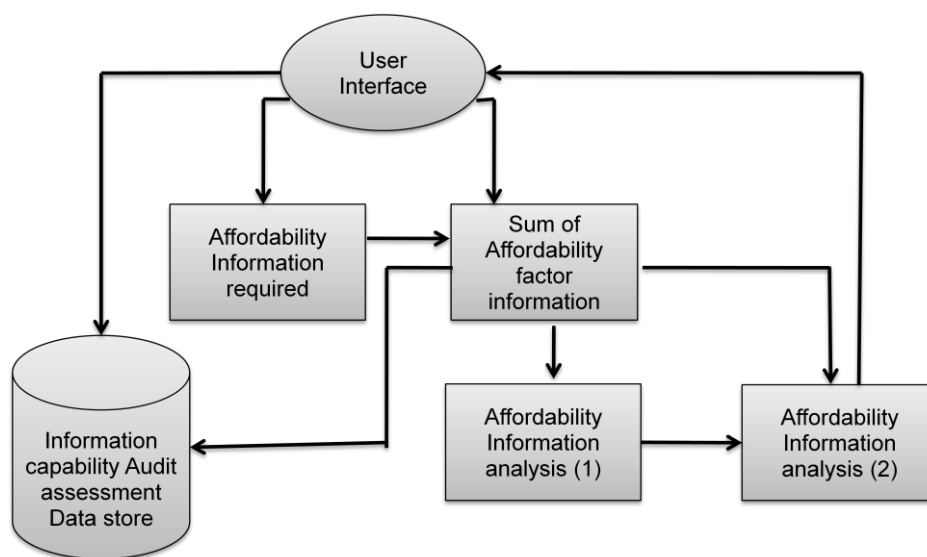 User
Interface
Affordability
Information
required
Sum of
Affordability
factor
information
Information
capability Audit
assessment
Data store
Affordability
Information
analysis (1)
Affordability
Information
analysis (2)